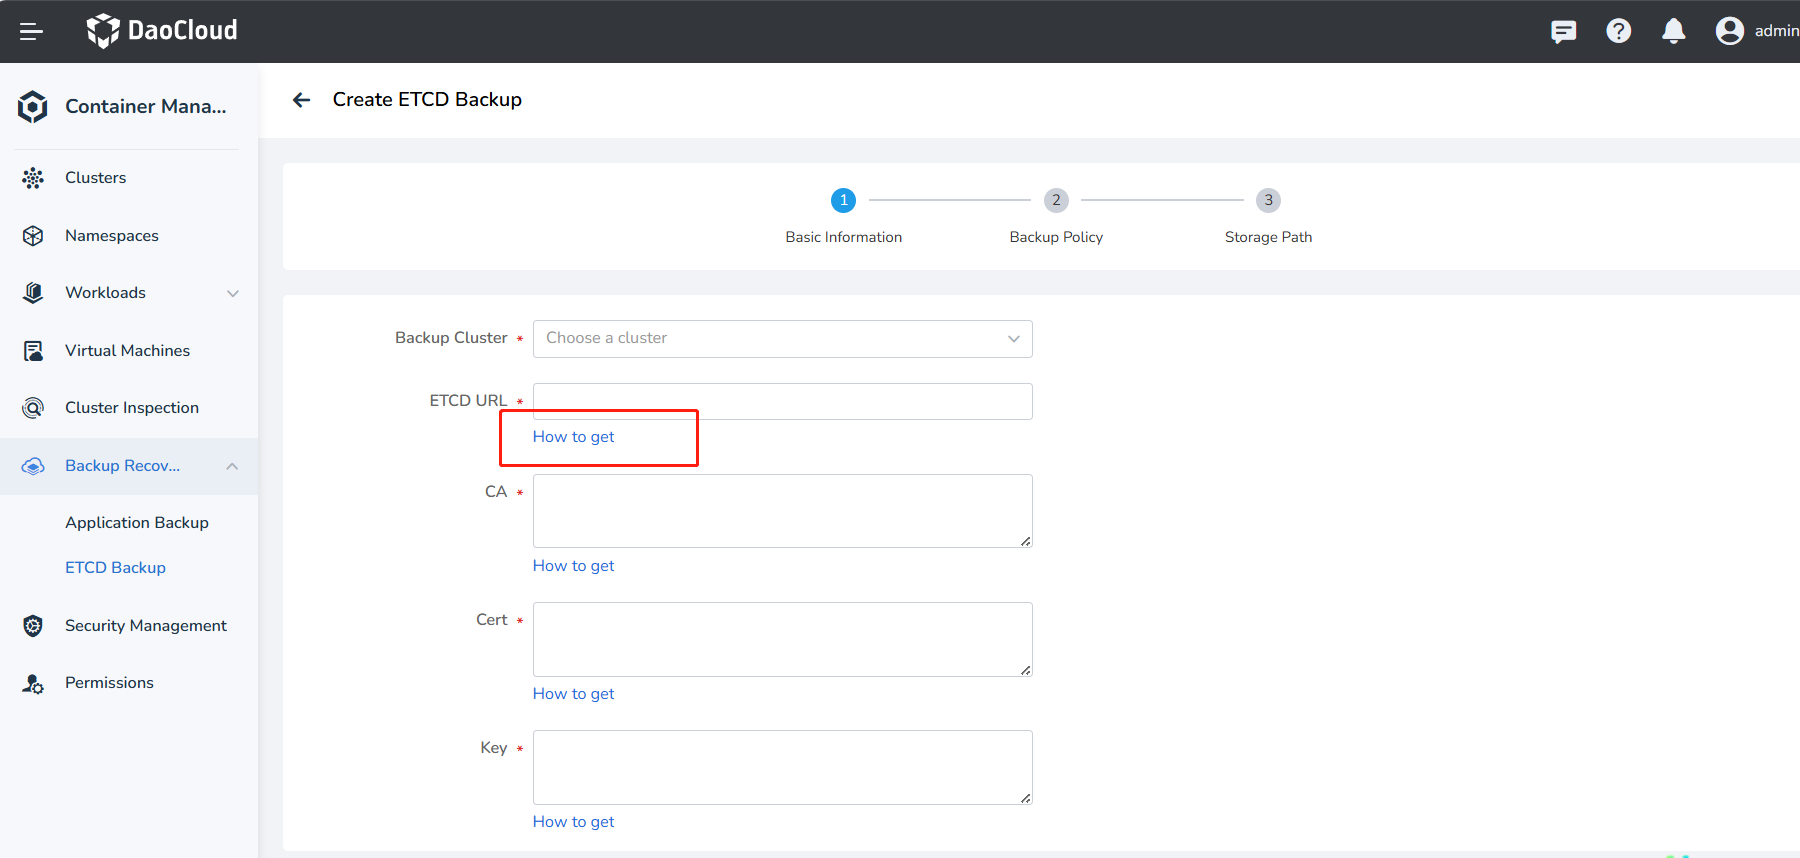 DaoCloud
admin
Container Mana...
Create ETCD Backup
Clusters
Namespaces
Workloads
Virtual Machines
Cluster Inspection
Backup Recov...
Application Backup
ETCD Backup
Security Management
Permissions
1
2
3
Basic Information
Backup Policy
Storage Path
Backup Cluster *
Choose a cluster
ETCD URL *
How to get
CA *
How to get
Cert *
How to get
Key *
How to get